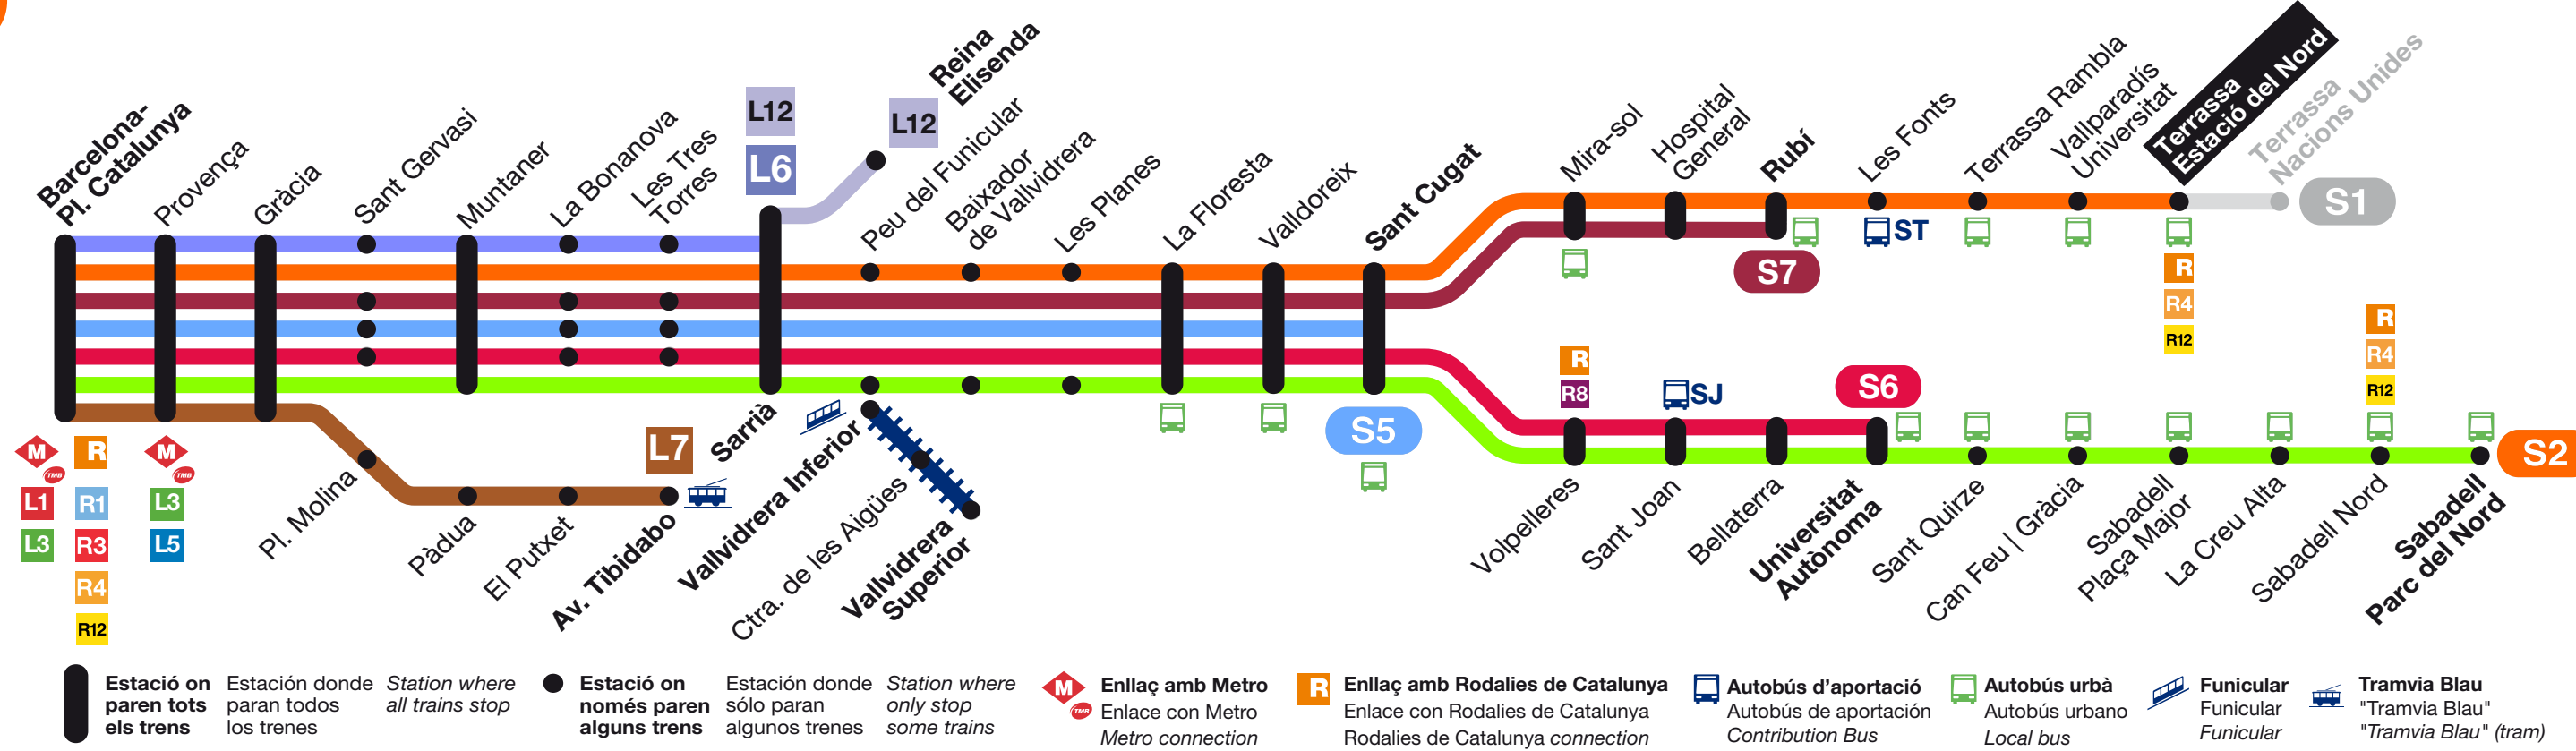 Barcelona-
Pl. Catalunya
Provença
Gràcia
Sant Gervasi
Muntaner
La Bonanova
Les Tres
Torres
L12
L6
L12
Reina
Elisenda
Peu del Funicular
Baixador
de Vallvidrera
Les Planes
La Floresta
Valldoreix
Sant Cugat
Mira-sol
Hospital
General
Rubí
Les Fonts
Terrassa Rambla
Vallparadís
Universitat
Terrassa
Estació del Nord
Terrassa
Nacions Unides
S1
S7
ST
R
R4
R12
M
TMB
L1
L3
R
R1
R3
R4
R12
M
TMB
L3
L5
Pl. Molina
Pàdua
El Putxet
Av. Tibidabo
L7
Sarrià
Vallvidrera Inferior
Ctra. de les Aigües
Vallvidrera
Superior
S5
R
R8
SJ
S6
R
R4
R12
S2
Volpelleres
Sant Joan
Bellaterra
Universitat
Autònoma
Sant Quirze
Can Feu | Gràcia
Sabadell
Plaça Major
La Creu Alta
Sabadell Nord
Sabadell
Parc del Nord
Estació on
paren tots
els trens
Estación donde
paran todos
los trenes
Station where
all trains stop
Estació on
només paren
alguns trens
Estación donde
sólo paran
algunos trenes
Station where
only stop
some trains
M
TMB
Enllaç amb Metro
Enlace con Metro
Metro connection
R
Enllaç amb Rodalies de Catalunya
Enlace con Rodalies de Catalunya
Rodalies de Catalunya connection
Autobús d'aportació
Autobús de aportación
Contribution Bus
Autobús urbà
Autobús urbano
Local bus
Funicular
Funicular
Funicular
Tramvia Blau
"Tramvia Blau"
"Tramvia Blau" (tram)